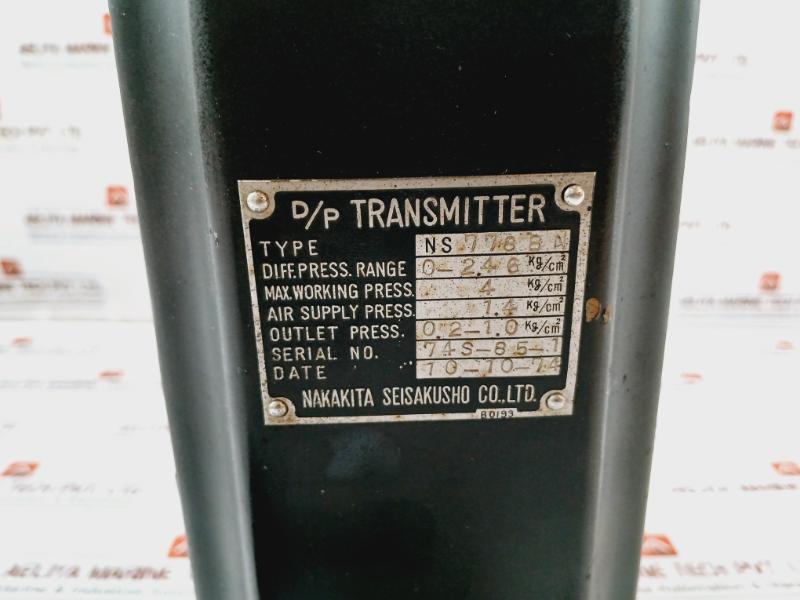 D/P TRANSMITTER
TYPE NS 778BA
DIFF.PRESS. RANGE 0-2.46 Kg/cm²
MAX.WORKING PRESS. 4 Kg/cm²
AIR SUPPLY PRESS. 1.4 Kg/cm²
OUTLET PRESS. 0.2-1.0 Kg/cm²
SERIAL NO. 74S-85-1
DATE 10-10-74
NAKAKITA SEISAKUSHO CO.,LTD.
B0193